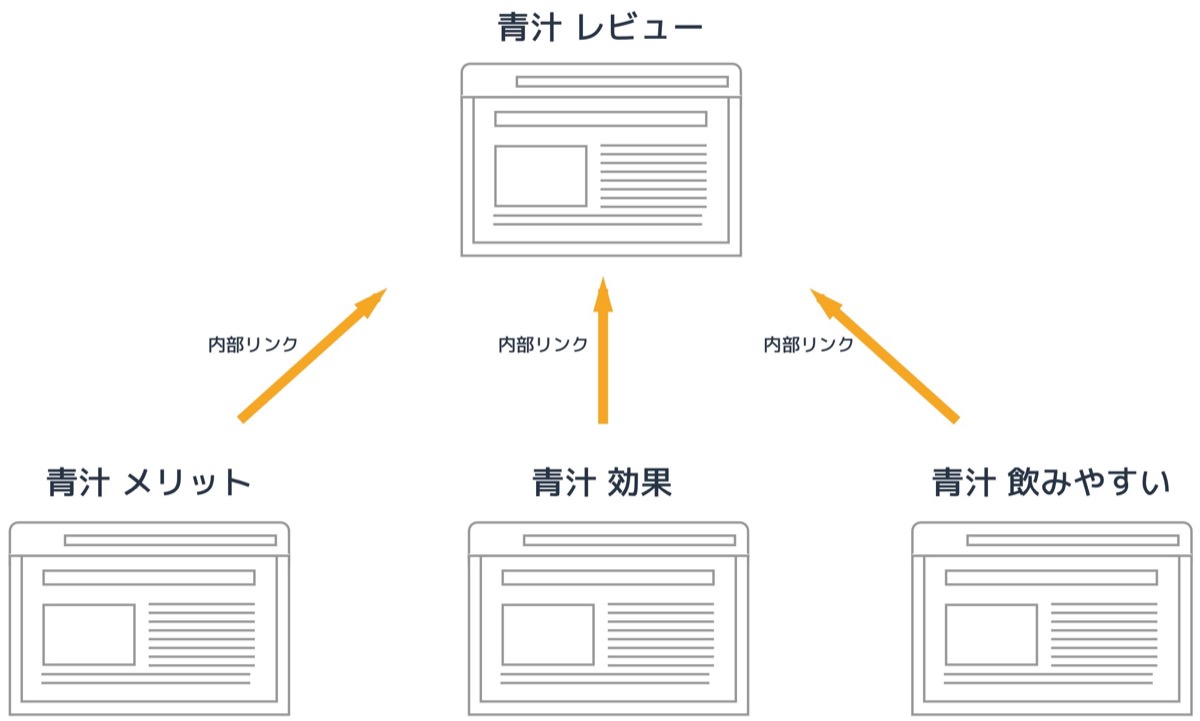 青汁 レビュー
内部リンク
内部リンク
内部リンク
青汁 メリット
青汁 効果
青汁 飲みやすい